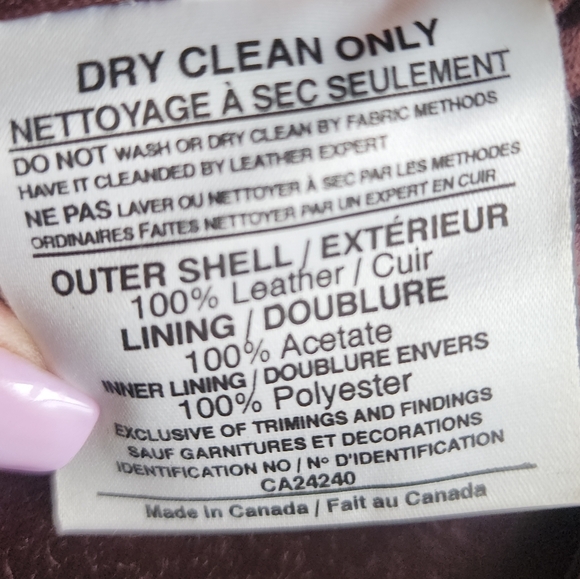 DRY CLEAN ONLY
NETTOYAGE À SEC SEULEMENT
DO NOT WASH OR DRY CLEAN BY FABRIC METHODS
HAVE IT CLEANDED BY LEATHER EXPERT
NE PAS LAVER OU NETTOYER À SEC PAR LES METHODES
ORDINAIRES FAITES NETTOYER PAR UN EXPERT EN CUIR
OUTER SHELL / EXTÉRIEUR
100% Leather / Cuir
LINING / DOUBLURE
100% Acetate
INNER LINING / DOUBLURE ENVERS
100% Polyester
EXCLUSIVE OF TRIMINGS AND FINDINGS
SAUF GARNITURES ET DECORATIONS
IDENTIFICATION NO / Nº D'IDENTIFICATION
CA24240
Made in Canada / Fait au Canada